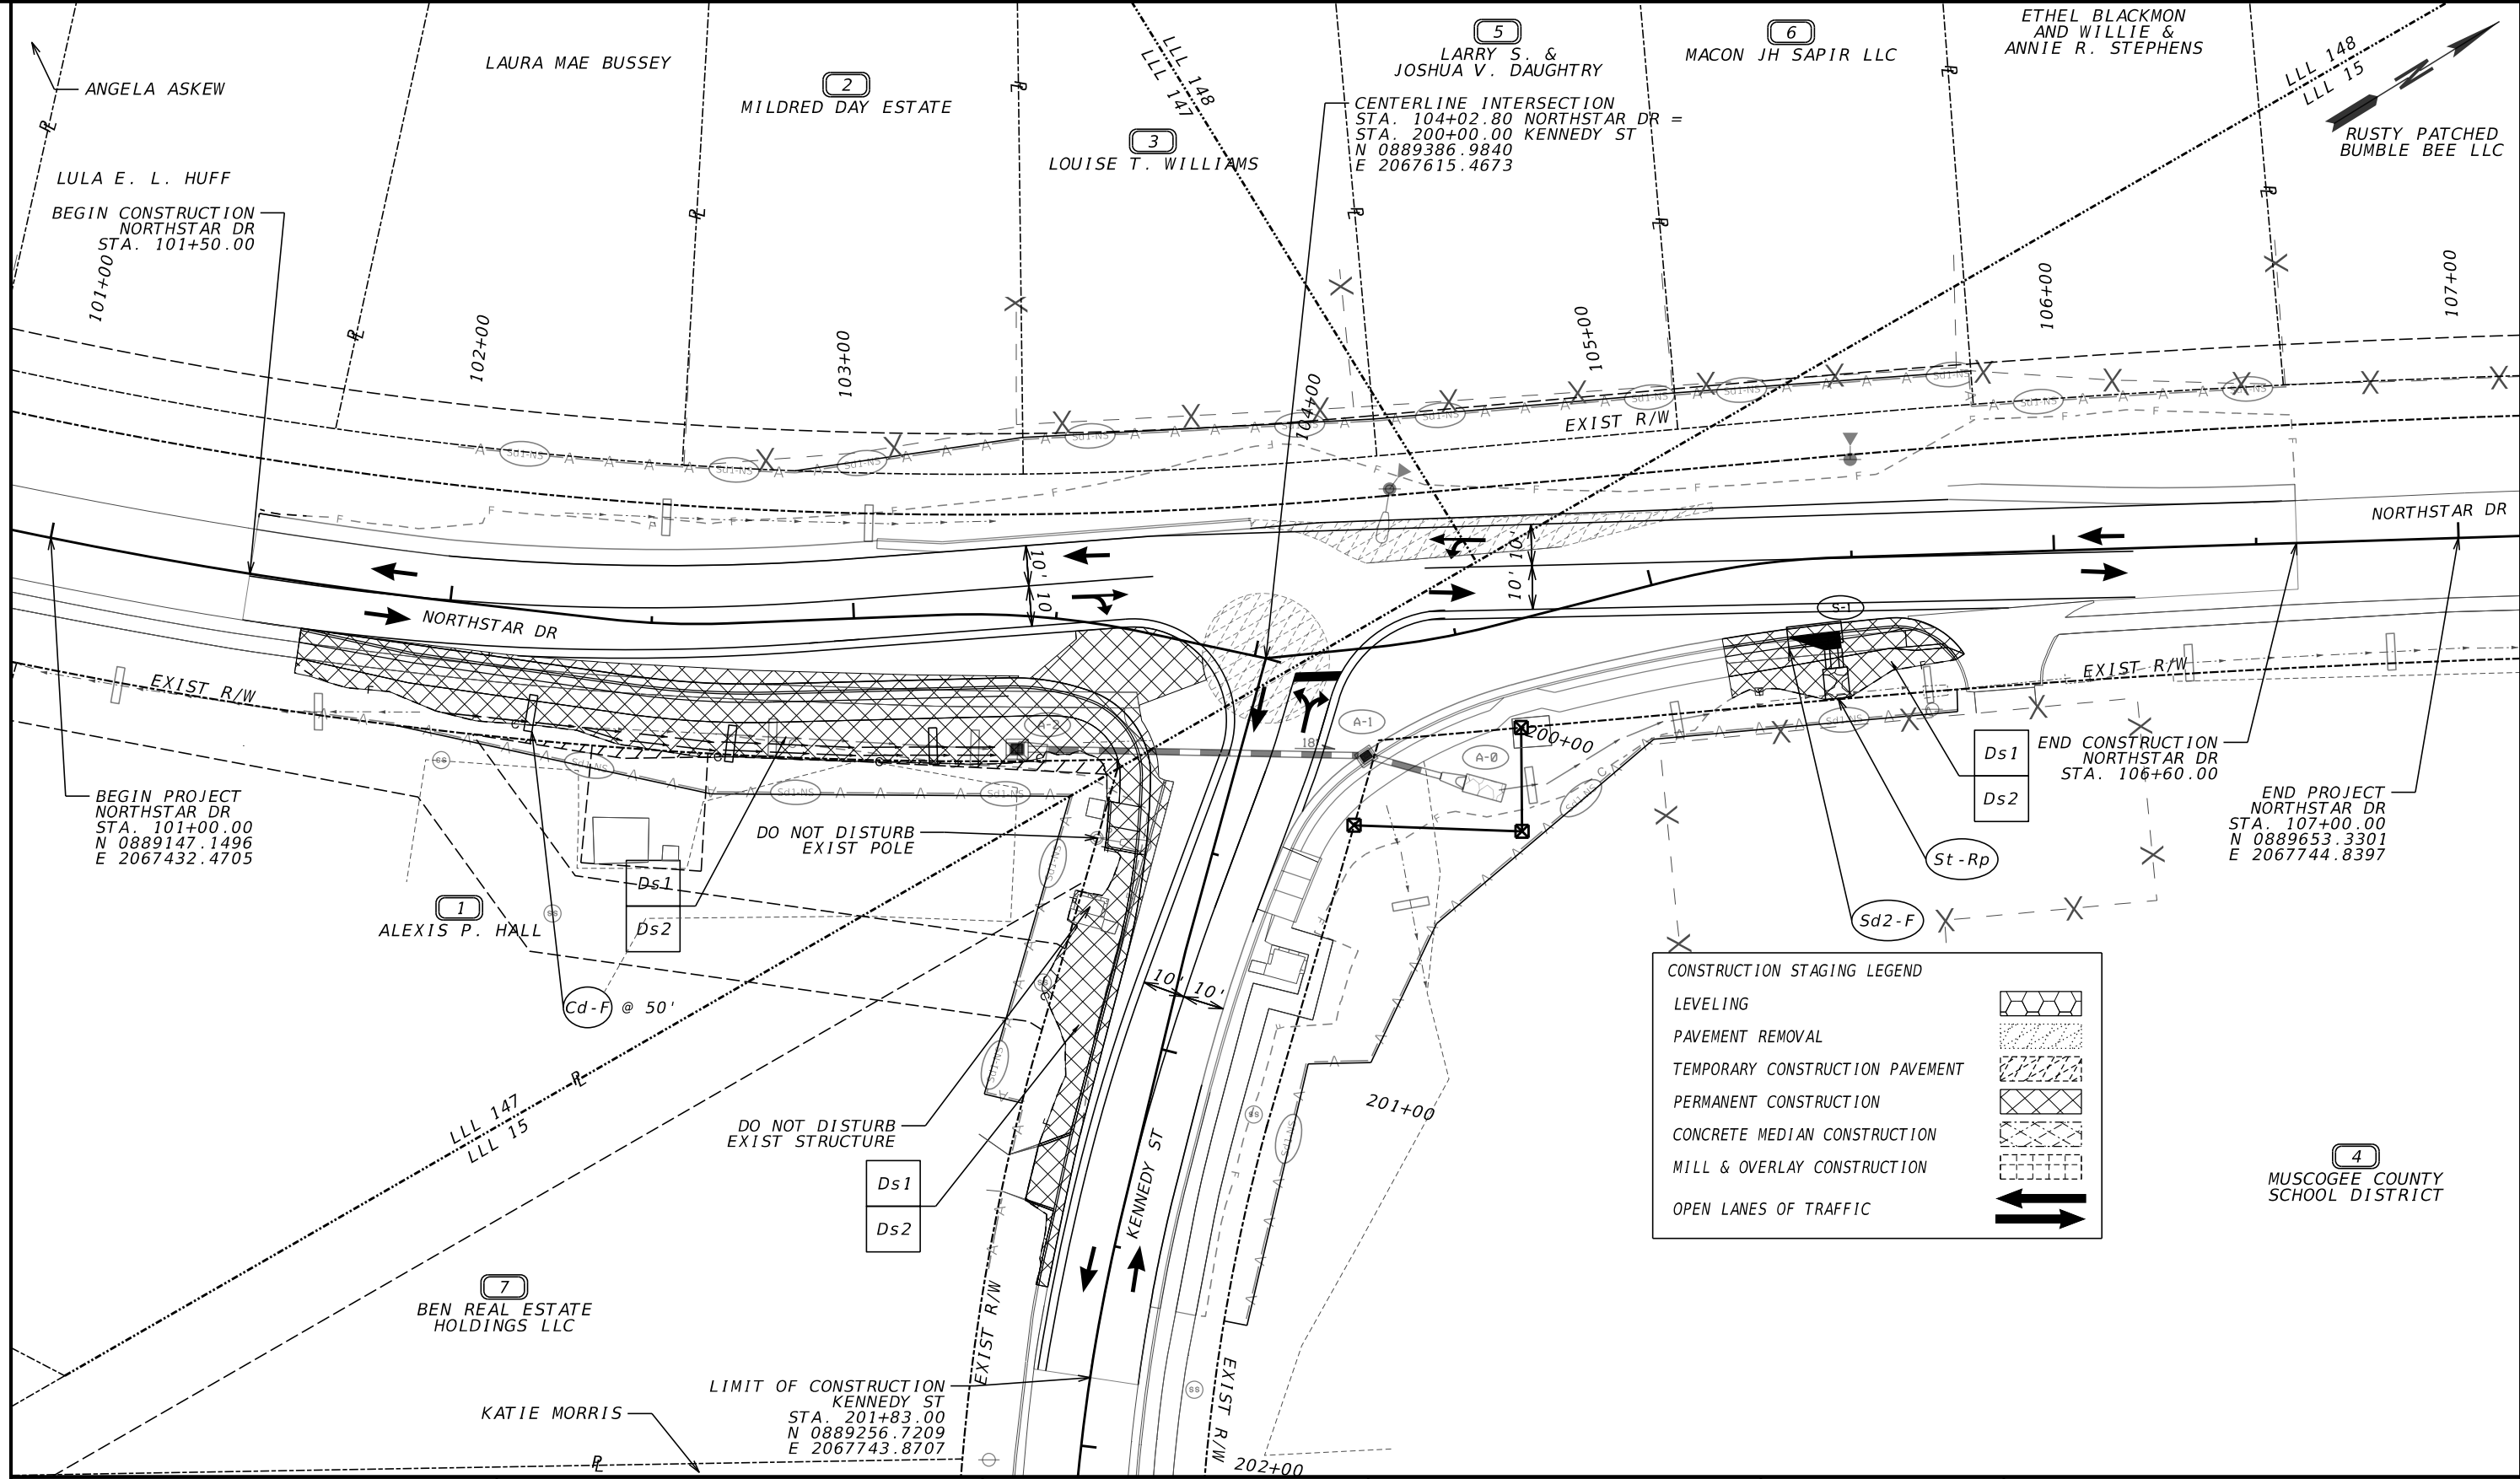 ANGELA ASKEW
LAURA MAE BUSSEY
2
MILDRED DAY ESTATE
3
LOUISE T. WILLIAMS
LLL 148
LLL 147
5
LARRY S. &
JOSHUA V. DAUGHTRY
6
MACON JH SAPIR LLC
ETHEL BLACKMON
AND WILLIE &
ANNIE R. STEPHENS
LLL 148
LLL 15
N
RUSTY PATCHED
BUMBLE BEE LLC
CENTERLINE INTERSECTION
STA. 104+02.80 NORTHSTAR DR =
STA. 200+00.00 KENNEDY ST
N 0889386.9840
E 2067615.4673
LULA E. L. HUFF
BEGIN CONSTRUCTION
NORTHSTAR DR
STA. 101+50.00
101+00
102+00
103+00
104+00
105+00
106+00
107+00
EXIST R/W
NORTHSTAR DR
10'
10'
10'
10'
NORTHSTAR DR
EXIST R/W
EXIST R/W
S-1
A-2
A-1
A-0
18"
200+00
BEGIN PROJECT
NORTHSTAR DR
STA. 101+00.00
N 0889147.1496
E 2067432.4705
DO NOT DISTURB
EXIST POLE
Ds1
Ds2
1
ALEXIS P. HALL
Cd-F @ 50'
Ds1
Ds2
END CONSTRUCTION
NORTHSTAR DR
STA. 106+60.00
END PROJECT
NORTHSTAR DR
STA. 107+00.00
N 0889653.3301
E 2067744.8397
St-Rp
Sd2-F
10'
10'
LLL 147
LLL 15
DO NOT DISTURB
EXIST STRUCTURE
Ds1
Ds2
KENNEDY ST
201+00
CONSTRUCTION STAGING LEGEND
LEVELING
PAVEMENT REMOVAL
TEMPORARY CONSTRUCTION PAVEMENT
PERMANENT CONSTRUCTION
CONCRETE MEDIAN CONSTRUCTION
MILL & OVERLAY CONSTRUCTION
OPEN LANES OF TRAFFIC
4
MUSCOGEE COUNTY
SCHOOL DISTRICT
7
BEN REAL ESTATE
HOLDINGS LLC
EXIST R/W
EXIST R/W
LIMIT OF CONSTRUCTION
KENNEDY ST
STA. 201+83.00
N 0889256.7209
E 2067743.8707
KATIE MORRIS
202+00